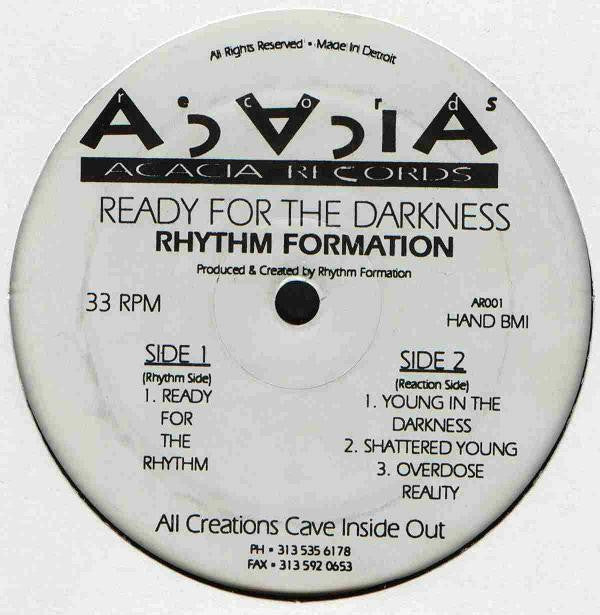 All Rights Reserved • Made In Detroit
records
AcAcIA
ACACIA RECORDS
READY FOR THE DARKNESS
RHYTHM FORMATION
Produced & Created by Rhythm Formation
33 RPM
AR001
HAND BMI
SIDE 1
(Rhythm Side)
1. READY
FOR
THE
RHYTHM
SIDE 2
(Reaction Side)
1. YOUNG IN THE
DARKNESS
2. SHATTERED YOUNG
3. OVERDOSE
REALITY
All Creations Cave Inside Out
PH • 313 535 6178
FAX • 313 592 0653